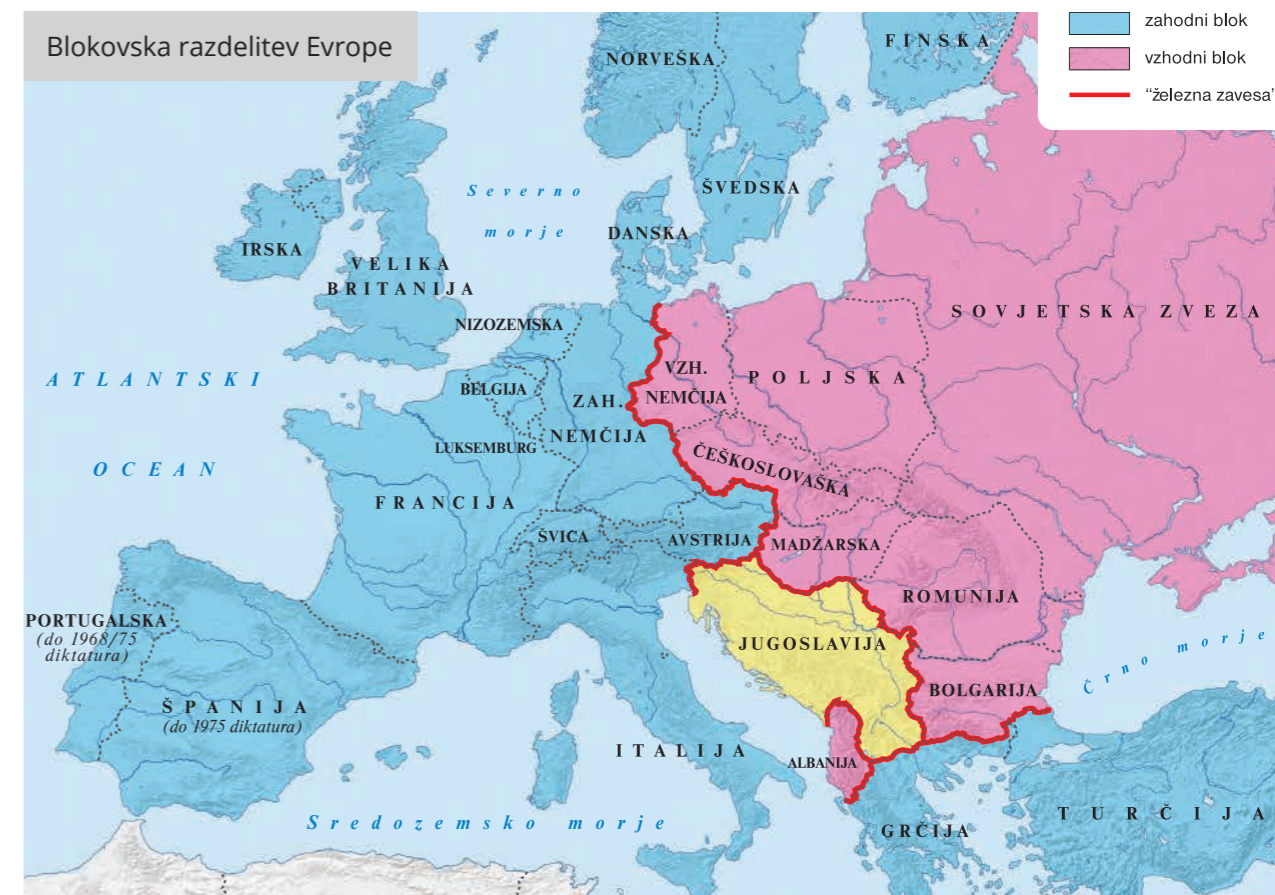 Blokovska razdelitev Evrope
zahodni blok
vzhodni blok
“železna zavesa”
FINSKA
NORVEŠKA
ŠVEDSKA
Severno
morje
DANSKA
IRSKA
VELIKA
BRITANIJA
NIZOZEMSKA
SOVJETSKA ZVEZA
ATLANTSKI
OCEAN
BELGIJA
LUKSEMBURG
ZAH.
NEMČIJA
VZH.
NEMČIJA
POLJSKA
ČEŠKOSLOVAŠKA
FRANCIJA
ŠVICA
AVSTRIJA
MADŽARSKA
ROMUNIJA
PORTUGALSKA
(do 1968/75
diktatura)
ŠPANIJA
(do 1975 diktatura)
JUGOSLAVIJA
BOLGARIJA
Črno morje
ITALIJA
ALBANIJA
GRČIJA
TURČIJA
Sredozemsko morje